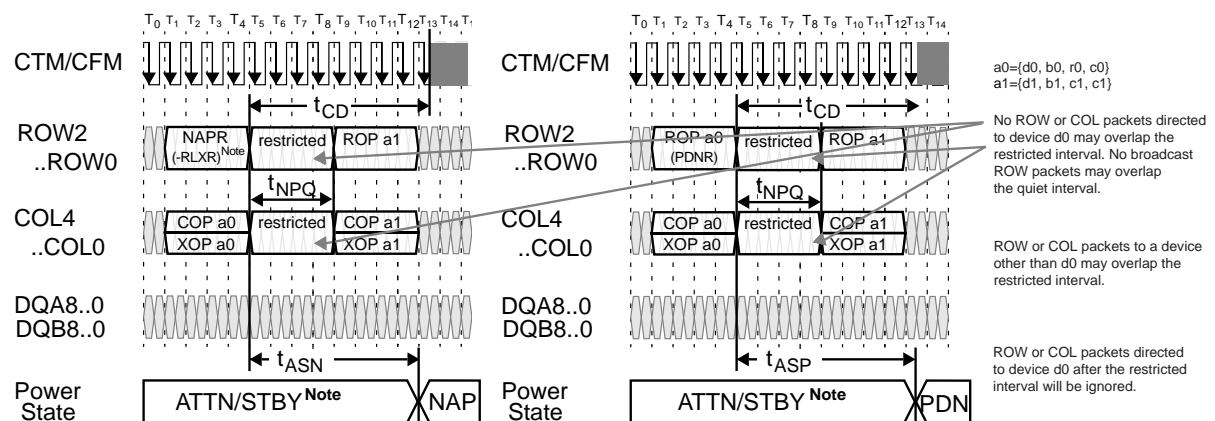 T0 T1 T2 T3 T4 T5 T6 T7 T8 T9 T10 T11 T12 T13 T14 T1
CTM/CFM
tCD
ROW2
..ROW0
NAPR
(-RLXR)Note
restricted
ROP a1
tNPQ
COL4
..COL0
COP a0
XOP a0
restricted
COP a1
XOP a1
DQA8..0
DQB8..0
tASN
Power
State
ATTN/STBY Note
NAP
T0 T1 T2 T3 T4 T5 T6 T7 T8 T9 T10 T11 T12 T13 T14
CTM/CFM
tCD
ROW2
..ROW0
ROP a0
(PDNR)
restricted
ROP a1
tNPQ
COL4
..COL0
COP a0
XOP a0
restricted
COP a1
XOP a1
DQA8..0
DQB8..0
tASP
Power
State
ATTN/STBY Note
PDN
a0={d0, b0, r0, c0}
a1={d1, b1, c1, c1}
No ROW or COL packets directed
to device d0 may overlap the
restricted interval. No broadcast
ROW packets may overlap
the quiet interval.
ROW or COL packets to a device
other than d0 may overlap the
restricted interval.
ROW or COL packets directed
to device d0 after the restricted
interval will be ignored.